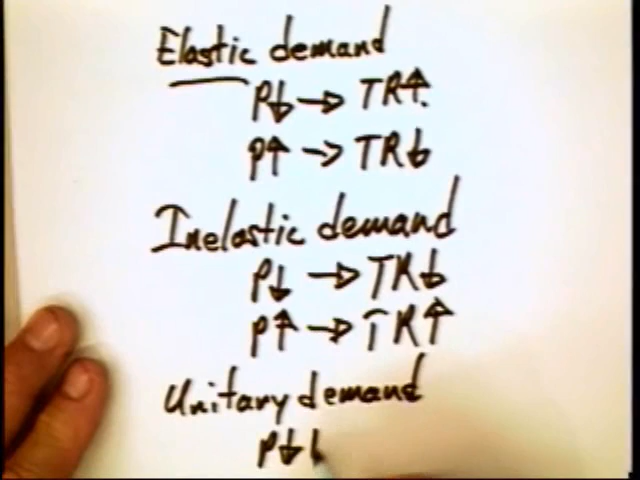 Elastic demand
P↓ → TR↑
P↑ → TR↓
Inelastic demand
P↓ → TR↓
P↑ → TR↑
Unitary demand
P↓